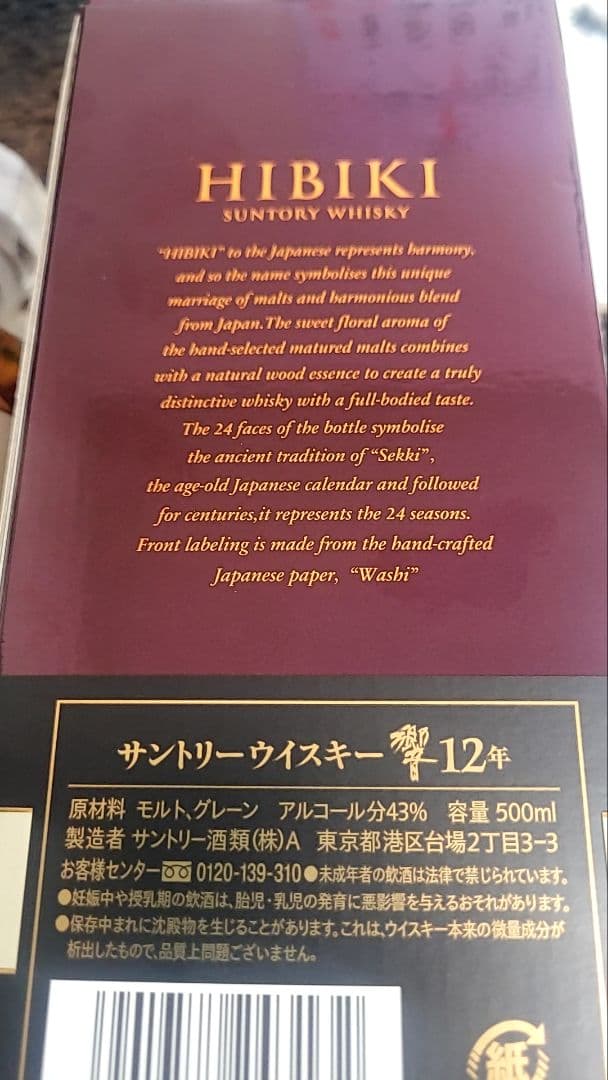 HIBIKI
SUNTORY WHISKY
"HIBIKI" to the Japanese represents harmony,
and so the name symbolises this unique
marriage of malts and harmonious blend
from Japan.The sweet floral aroma of
the hand-selected matured malts combines
with a natural wood essence to create a truly
distinctive whisky with a full-bodied taste.
The 24 faces of the bottle symbolise
the ancient tradition of "Sekki",
the age-old Japanese calendar and followed
for centuries,it represents the 24 seasons.
Front labeling is made from the hand-crafted
Japanese paper, "Washi"
サントリーウイスキー 響 12年
原材料 モルト、グレーン アルコール分43% 容量 500ml
製造者 サントリー酒類(株)A 東京都港区台場2丁目3-3
お客様センター 0120-139-310●未成年者の飲酒は法律で禁じられています。
●妊娠中や授乳期の飲酒は、胎児・乳児の発育に悪影響を与えるおそれがあります。
●保存中まれに沈殿物を生じることがあります。これは、ウイスキー本来の微量成分が
析出したもので、品質上問題ございません。
紙